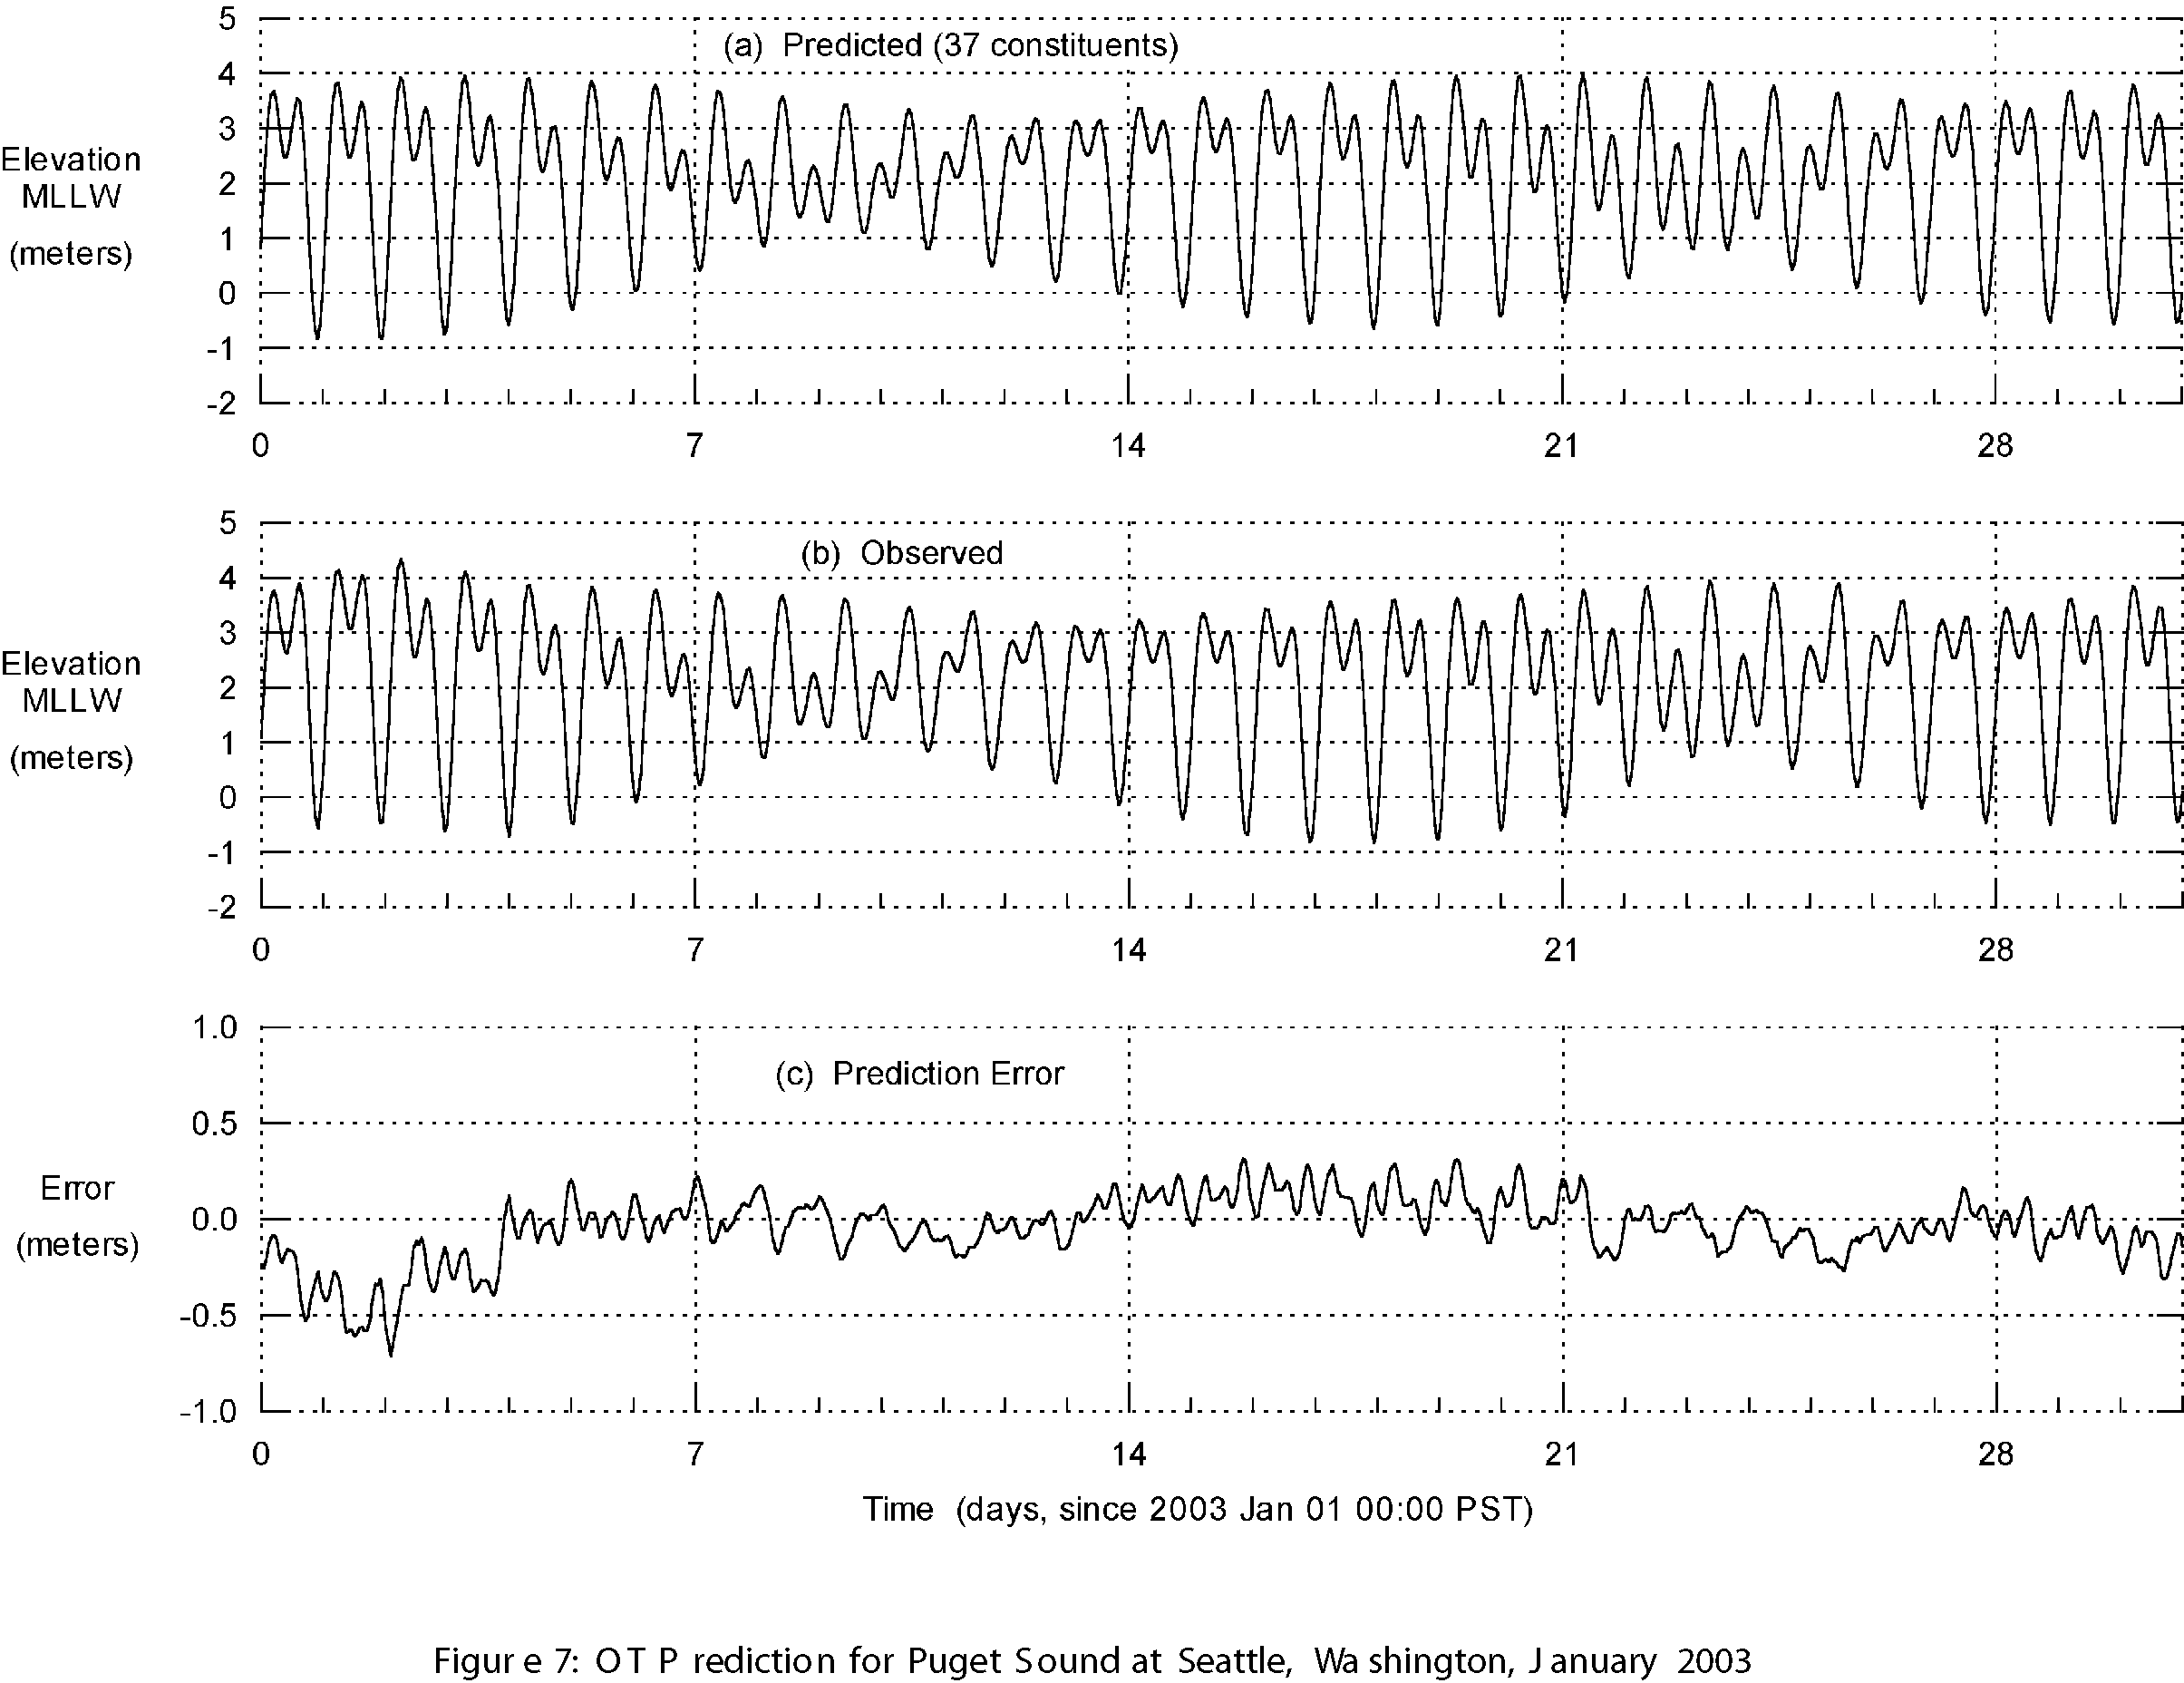 5
(a) Predicted (37 constituents)
4
3
Elevation
MLLW
2
1
(meters)
0
-1
-2
0 7 14 21 28
5
(b) Observed
4
3
Elevation
MLLW
2
1
(meters)
0
-1
-2
0 7 14 21 28
1.0
(c) Prediction Error
0.5
Error
0.0
(meters)
-0.5
-1.0
0 7 14 21 28
Time (days, since 2003 Jan 01 00:00 PST)
Figur e 7: O T P rediction for Puget S ound at Seattle, Wa shington, J anuary 2003